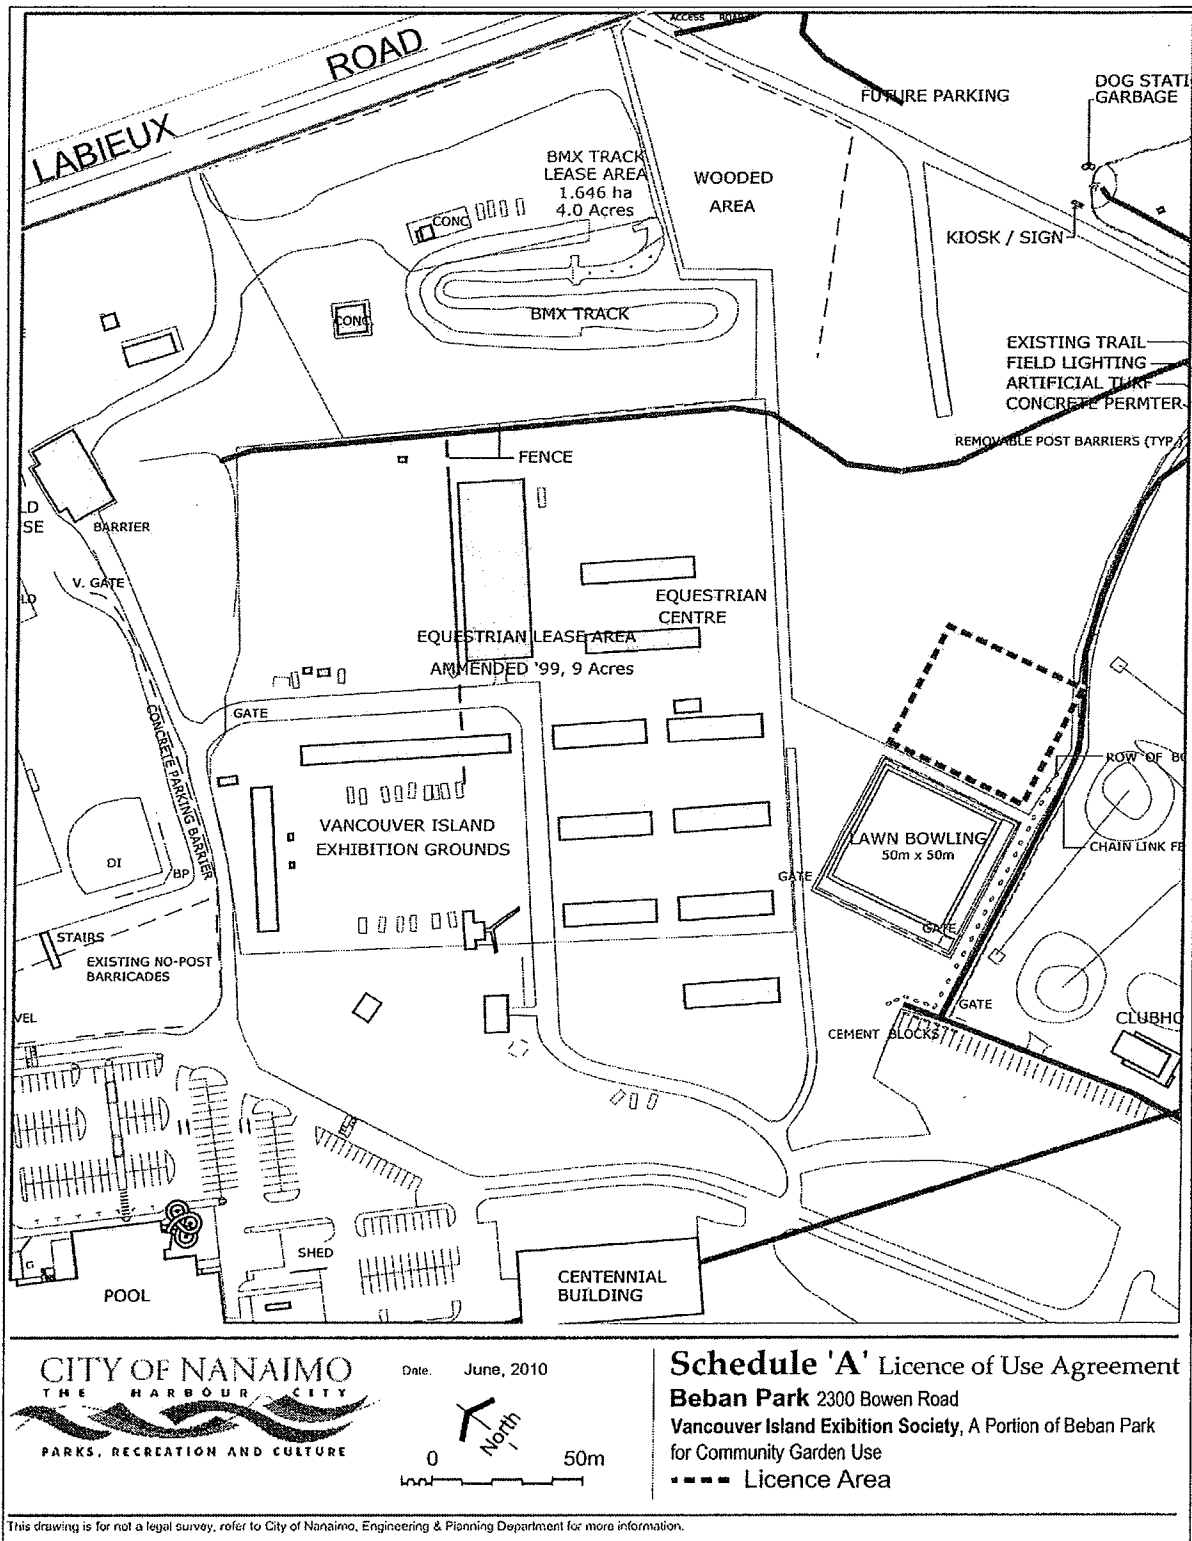 ACCESS ROAD
LABIEUX ROAD
FUTURE PARKING
DOG STATI
GARBAGE
BMX TRACK
LEASE AREA
1.646 ha
4.0 Acres
WOODED
AREA
CONC
KIOSK / SIGN
CONC
BMX TRACK
EXISTING TRAIL
FIELD LIGHTING
ARTIFICIAL TURF
CONCRETE PERMTER
REMOVABLE POST BARRIERS (TYP.)
FENCE
LD
SE
BARRIER
V. GATE
LD
EQUESTRIAN
CENTRE
EQUESTRIAN LEASE AREA
AMMENDED '99, 9 Acres
GATE
CONCRETE PARKING BARRIER
ROW OF BO
VANCOUVER ISLAND
EXHIBITION GROUNDS
LAWN BOWLING
50m x 50m
CHAIN LINK FE
DI
BP
GATE
GATE
STAIRS
EXISTING NO-POST
BARRICADES
VEL
GATE
CEMENT BLOCKS
CLUBHO
SHED
G
POOL
CENTENNIAL
BUILDING
CITY OF NANAIMO
THE HARBOUR CITY
PARKS, RECREATION AND CULTURE
Date. June, 2010
North
0 50m
Schedule 'A' Licence of Use Agreement
Beban Park 2300 Bowen Road
Vancouver Island Exibition Society, A Portion of Beban Park
for Community Garden Use
Licence Area
This drawing is for not a legal survey, refer to City of Nanaimo, Engineering & Planning Department for more information.